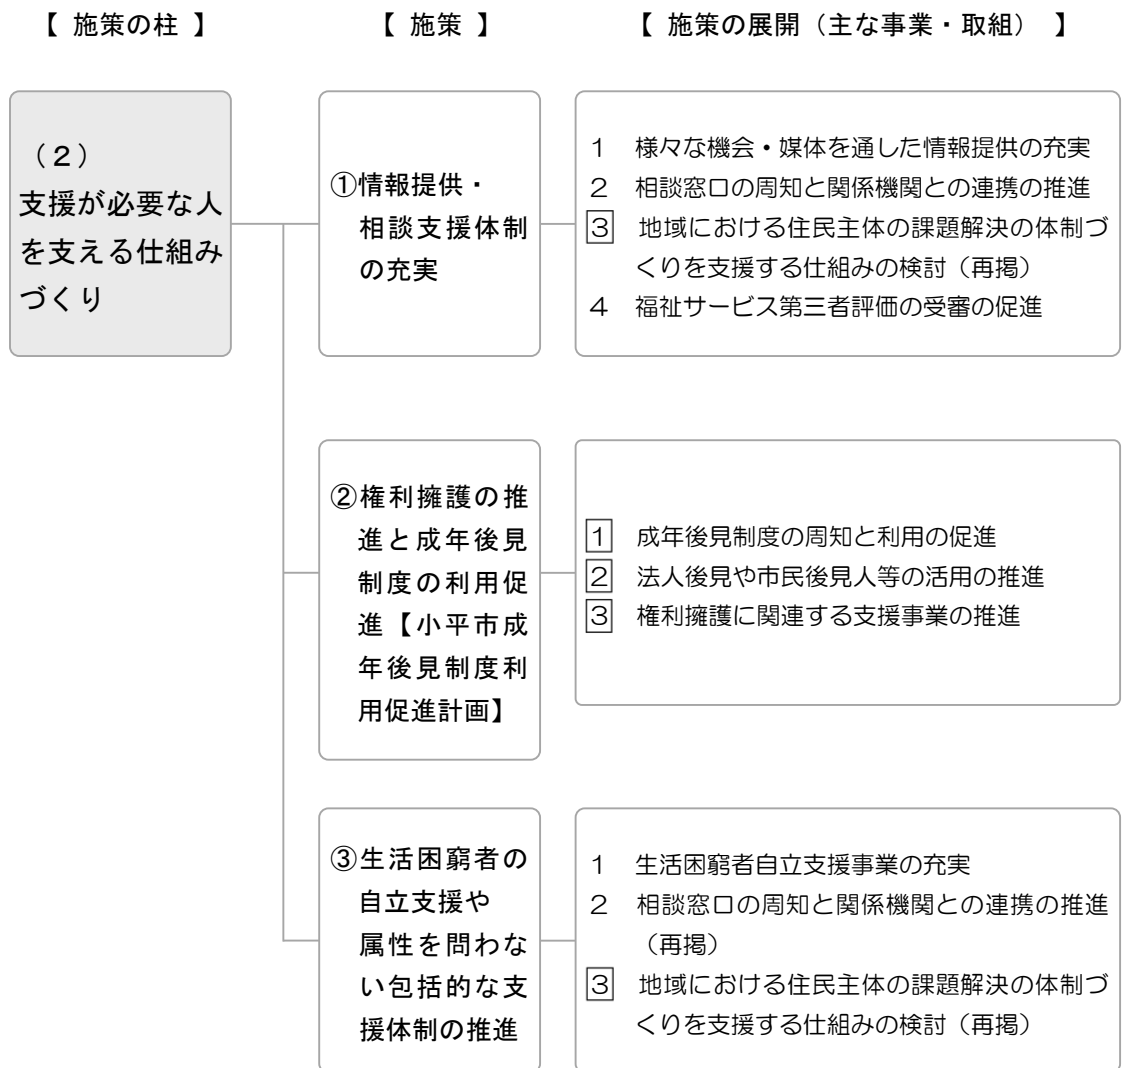 【 施策の柱 】
【 施策 】
【 施策の展開（主な事業・取組） 】
（２）
支援が必要な人
を支える仕組み
づくり
①情報提供・
相談支援体制
の充実
１ 様々な機会・媒体を通した情報提供の充実
２ 相談窓口の周知と関係機関との連携の推進
３ 地域における住民主体の課題解決の体制づ
くりを支援する仕組みの検討（再掲）
４ 福祉サービス第三者評価の受審の促進
②権利擁護の推
進と成年後見
制度の利用促
進【小平市成
年後見制度利
用促進計画】
１ 成年後見制度の周知と利用の促進
２ 法人後見や市民後見人等の活用の推進
３ 権利擁護に関連する支援事業の推進
③生活困窮者の
自立支援や
属性を問わな
い包括的な支
援体制の推進
１ 生活困窮者自立支援事業の充実
２ 相談窓口の周知と関係機関との連携の推進
（再掲）
３ 地域における住民主体の課題解決の体制づ
くりを支援する仕組みの検討（再掲）